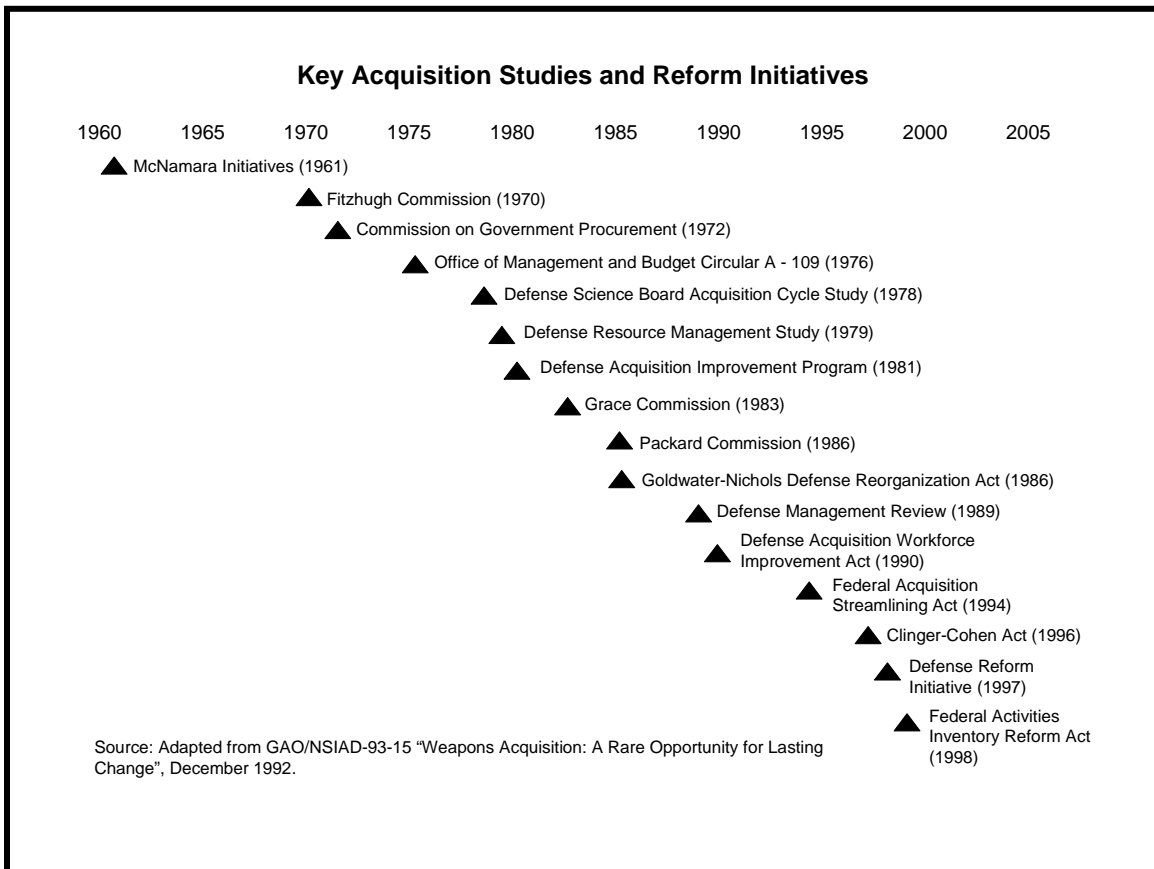 Key Acquisition Studies and Reform Initiatives
1960 1965 1970 1975 1980 1985 1990 1995 2000 2005
McNamara Initiatives (1961)
Fitzhugh Commission (1970)
Commission on Government Procurement (1972)
Office of Management and Budget Circular A - 109 (1976)
Defense Science Board Acquisition Cycle Study (1978)
Defense Resource Management Study (1979)
Defense Acquisition Improvement Program (1981)
Grace Commission (1983)
Packard Commission (1986)
Goldwater-Nichols Defense Reorganization Act (1986)
Defense Management Review (1989)
Defense Acquisition Workforce
Improvement Act (1990)
Federal Acquisition
Streamlining Act (1994)
Clinger-Cohen Act (1996)
Defense Reform
Initiative (1997)
Federal Activities
Inventory Reform Act
(1998)
Source: Adapted from GAO/NSIAD-93-15 “Weapons Acquisition: A Rare Opportunity for Lasting
Change”, December 1992.